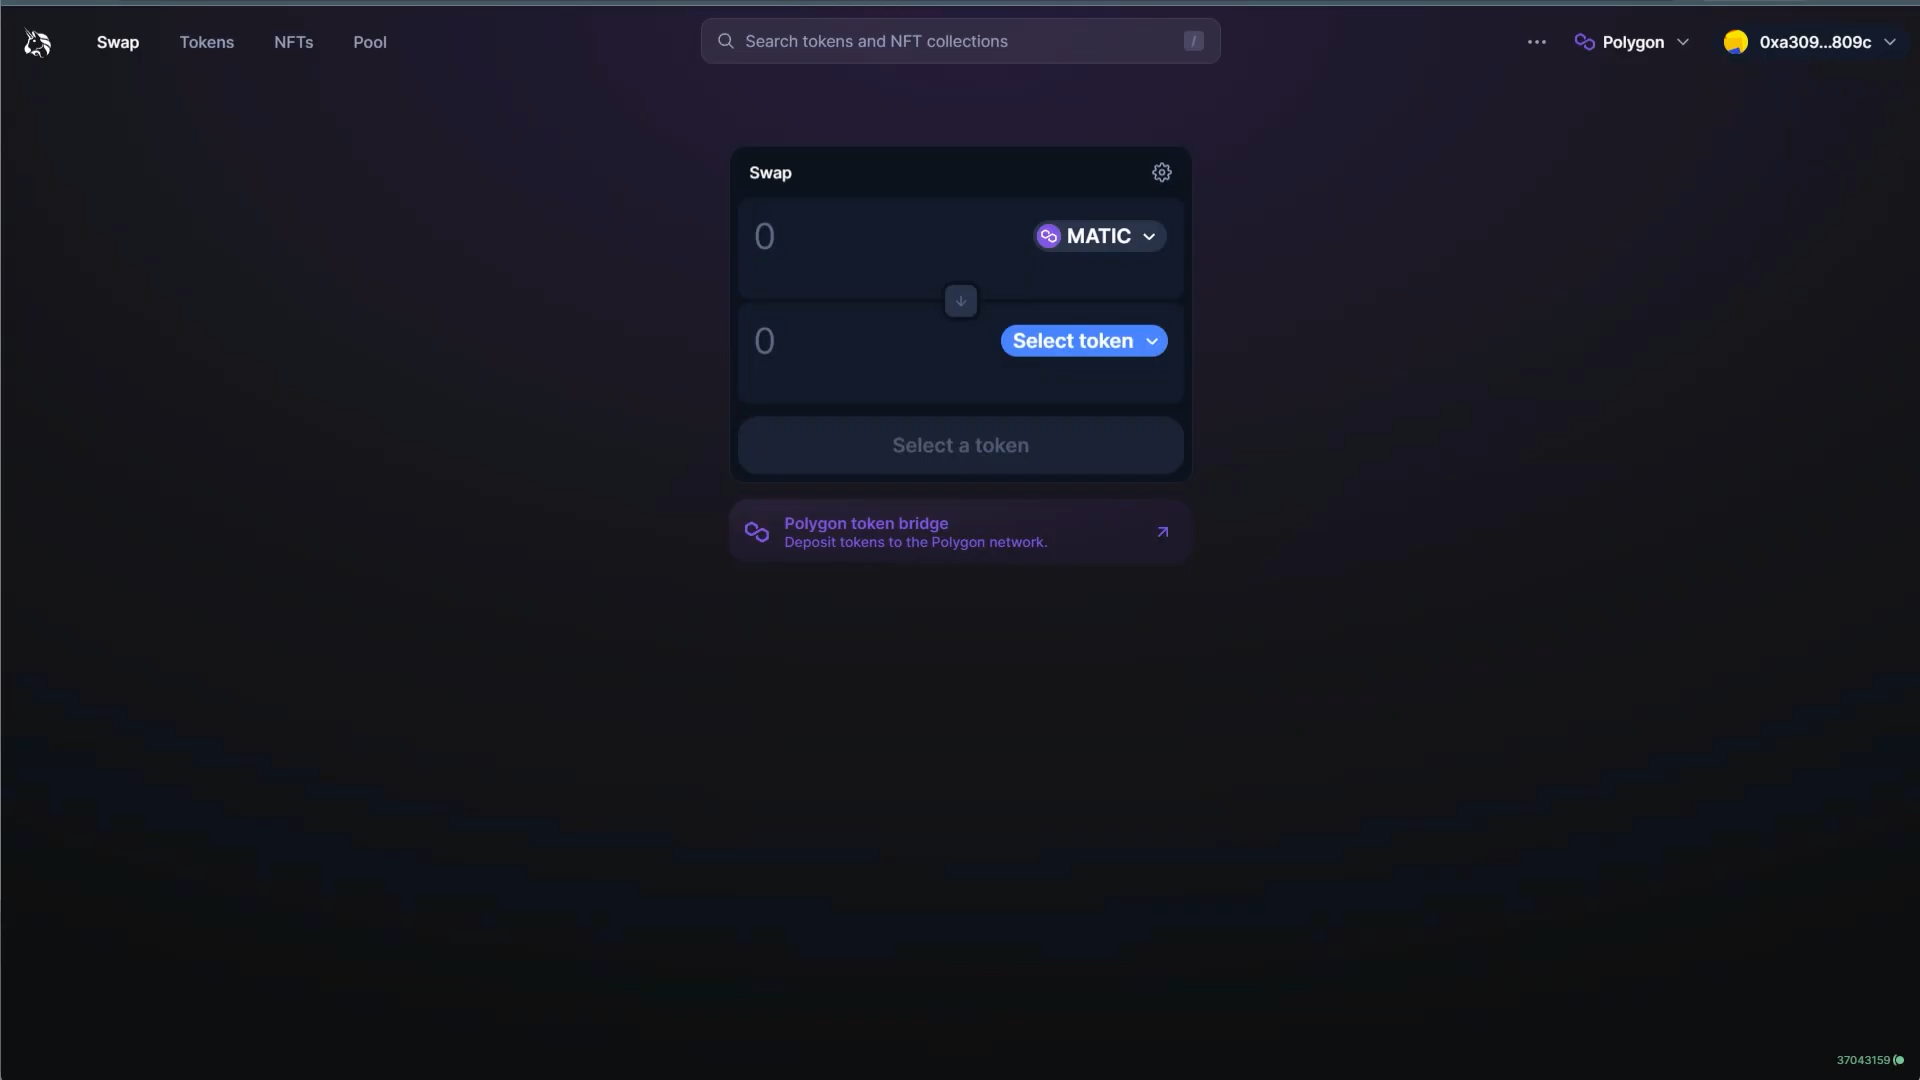 Swap Tokens NFTs Pool Search tokens and NFT collections / ... Polygon 0xa309...809c
Swap
0 MATIC
0 Select token
Select a token
Polygon token bridge
Deposit tokens to the Polygon network.
37043159